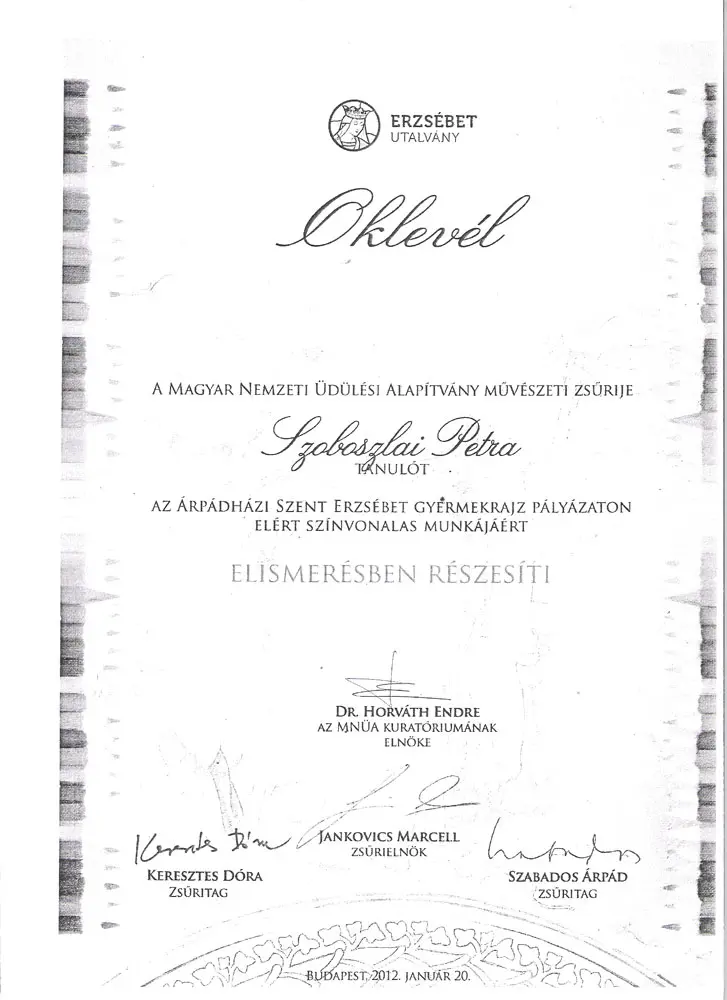 ERZSÉBET
UTALVÁNY
Oklevél
A MAGYAR NEMZETI ÜDÜLÉSI ALAPÍTVÁNY MŰVÉSZETI ZSŰRIJE
Szoboszlai Petra
TANULÓT
AZ ÁRPÁDHÁZI SZENT ERZSÉBET GYERMEKRAJZ PÁLYÁZATON
ELÉRT SZÍNVONALAS MUNKÁJÁÉRT
ELISMERÉSBEN RÉSZESÍTI
DR. HORVÁTH ENDRE
AZ MNÜA KURATÓRIUMÁNAK
ELNÖKE
Keresztes Dóra
JANKOVICS MARCELL
ZSŰRIELNÖK
KERESZTES DÓRA
ZSŰRITAG
SZABADOS ÁRPÁD
ZSŰRITAG
BUDAPEST, 2012. JANUÁR 20.